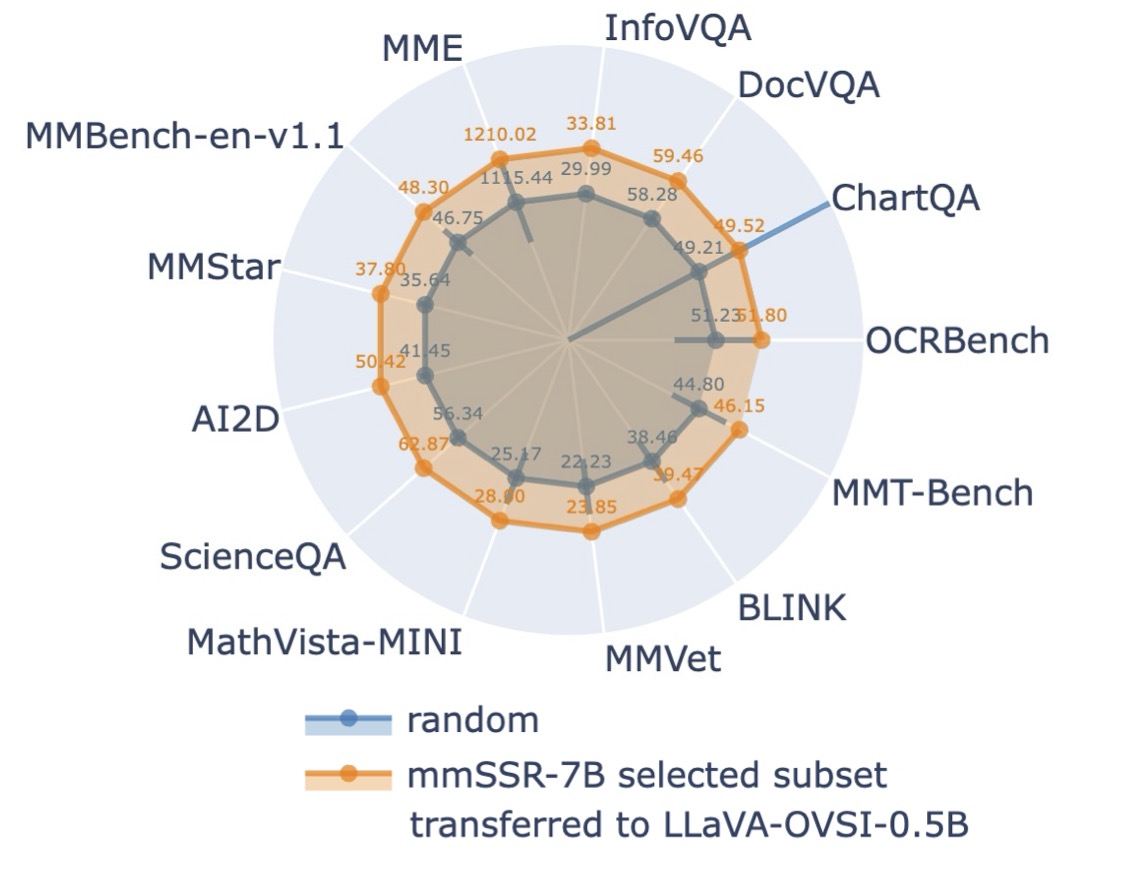 InfoVQA
MME
DocVQA
MMBench-en-v1.1
1210.02
33.81
59.46
1115.44
29.99
48.30
58.28
ChartQA
46.75
49.52
49.21
MMStar
37.80
35.64
51.23
51.80
OCRBench
41.45
50.42
44.80
46.15
AI2D
56.34
38.46
62.87
25.17
22.23
39.47
28.00
23.85
MMT-Bench
ScienceQA
BLINK
MathVista-MINI
MMVet
random
mmSSR-7B selected subset
transferred to LLaVA-OVSI-0.5B